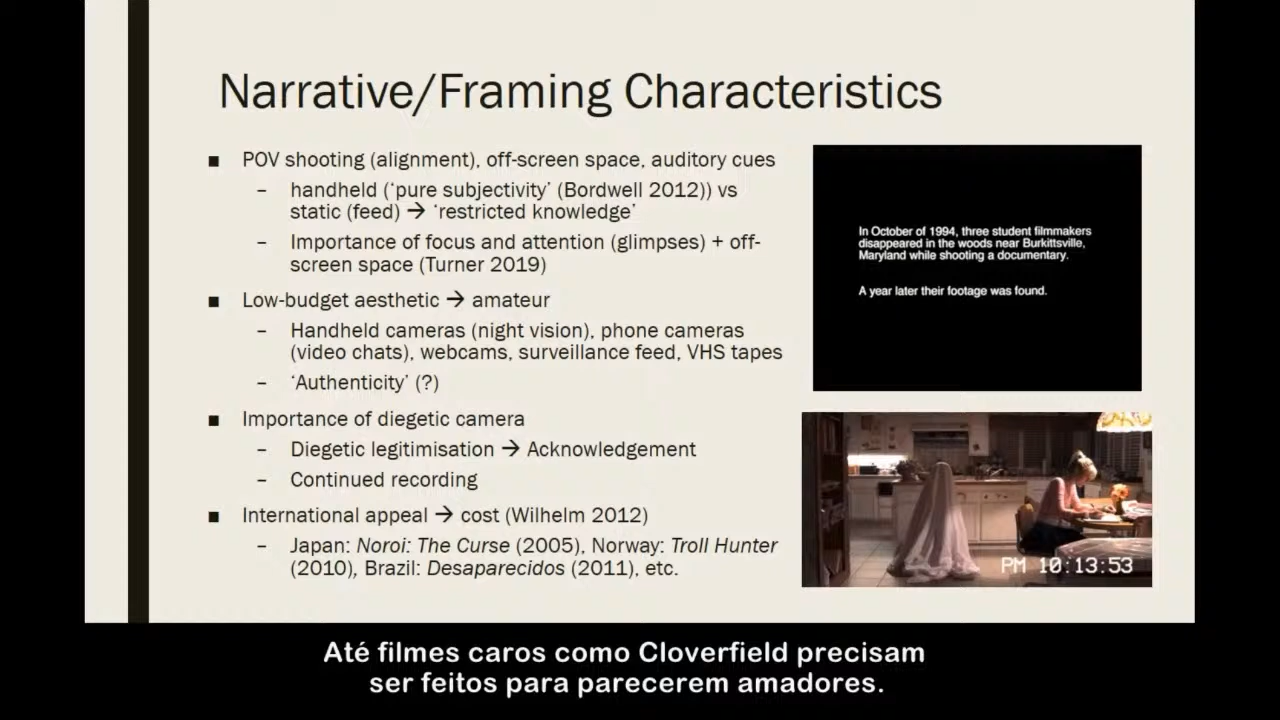 Narrative/Framing Characteristics
■ POV shooting (alignment), off-screen space, auditory cues
– handheld (‘pure subjectivity’ (Bordwell 2012)) vs
static (feed) → ‘restricted knowledge’
– Importance of focus and attention (glimpses) + off-
screen space (Turner 2019)
■ Low-budget aesthetic → amateur
– Handheld cameras (night vision), phone cameras
(video chats), webcams, surveillance feed, VHS tapes
– ‘Authenticity’ (?)
■ Importance of diegetic camera
– Diegetic legitimisation → Acknowledgement
– Continued recording
■ International appeal → cost (Wilhelm 2012)
– Japan: Noroi: The Curse (2005), Norway: Troll Hunter
(2010), Brazil: Desaparecidos (2011), etc.
In October of 1994, three student filmmakers
disappeared in the woods near Burkittsville,
Maryland while shooting a documentary.
A year later their footage was found.
PM 10:13:53
Até filmes caros como Cloverfield precisam
ser feitos para parecerem amadores.